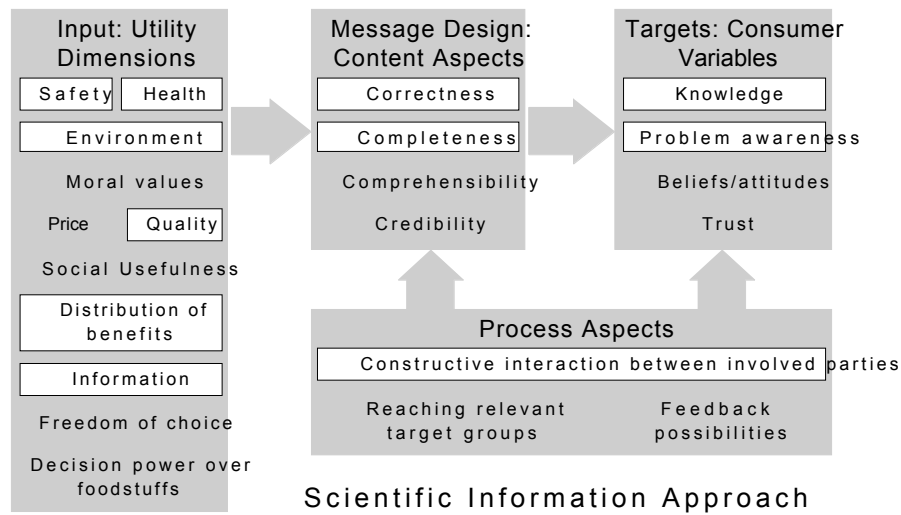 Input: Utility
Dimensions
Safety
Health
Environment
Moral values
Price
Quality
Social Usefulness
Distribution of
benefits
Information
Freedom of choice
Decision power over
foodstuffs
Message Design:
Content Aspects
Correctness
Completeness
Comprehensibility
Credibility
Targets: Consumer
Variables
Knowledge
Problem awareness
Beliefs/attitudes
Trust
Process Aspects
Constructive interaction between involved parties
Reaching relevant
target groups
Feedback
possibilities
Scientific Information Approach